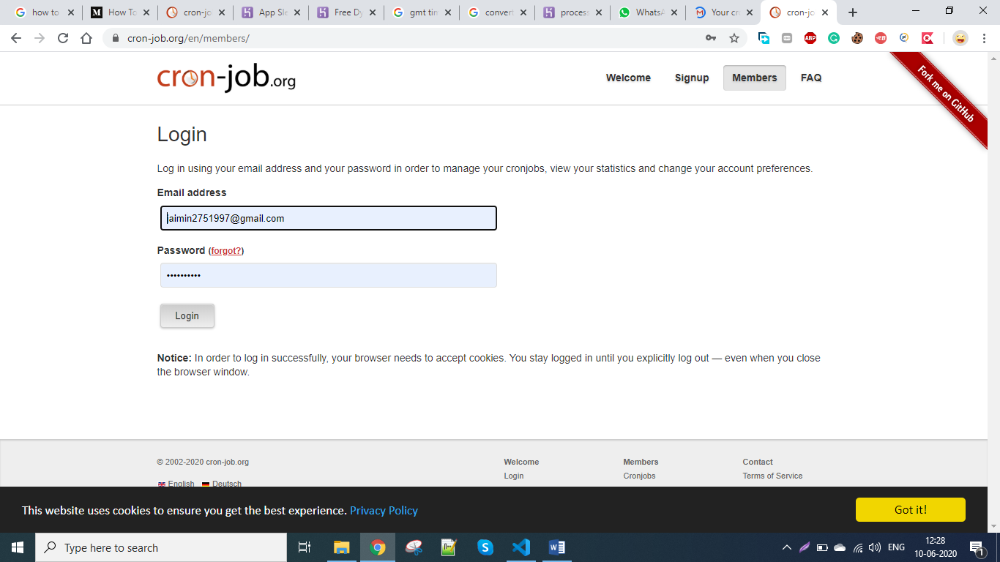 how to
How To
cron-jo
App Sle
Free Dy
gmt tim
convert
process
WhatsA
Your cr
cron-jo
cron-job.org/en/members/
ABP
cron-job.org
Welcome
Signup
Members
FAQ
Fork me on GitHub
Login
Log in using your email address and your password in order to manage your cronjobs, view your statistics and change your account preferences.
Email address
jaimin2751997@gmail.com
Password (forgot?)
••••••••••
Login
Notice: In order to log in successfully, your browser needs to accept cookies. You stay logged in until you explicitly log out — even when you close
the browser window.
© 2002-2020 cron-job.org
Welcome
Members
Contact
Login
Cronjobs
Terms of Service
English
Deutsch
This website uses cookies to ensure you get the best experience. Privacy Policy
Got it!
Type here to search
ENG
12:28
10-06-2020
1